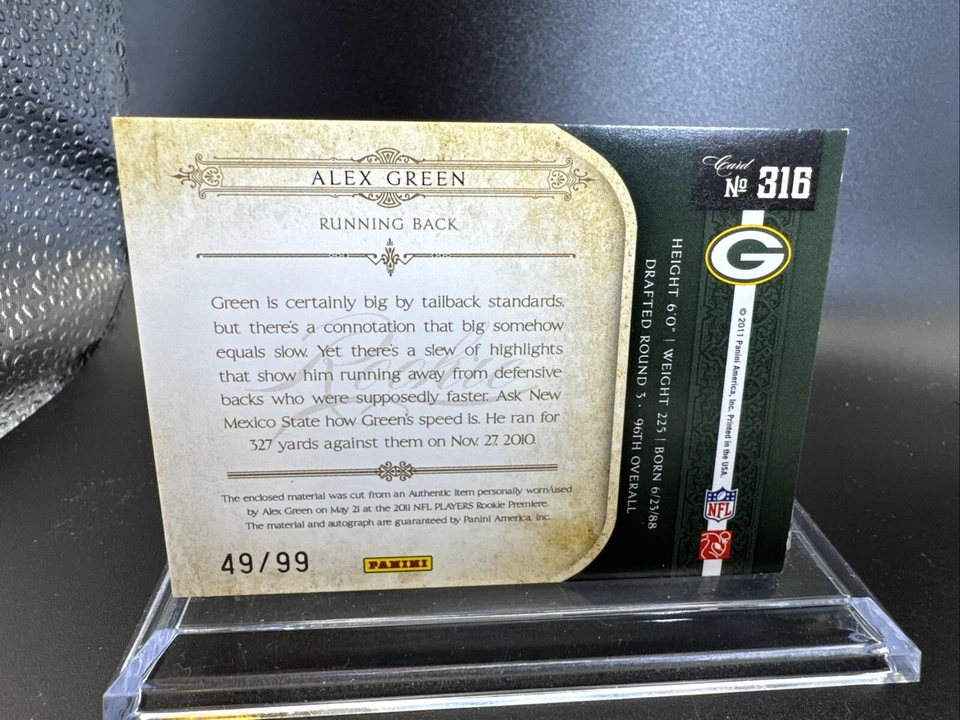 ALEX GREEN
RUNNING BACK
Green is certainly big by tailback standards,
but there's a connotation that big somehow
equals slow. Yet there's a slew of highlights
that show him running away from defensive
backs who were supposedly faster. Ask New
Mexico State how Green's speed is. He ran for
327 yards against them on Nov. 27, 2010.
Rookie
The enclosed material was cut from an Authentic Item personally worn/used
by Alex Green on May 21 at the 2011 NFL PLAYERS Rookie Premiere.
The material and autograph are guaranteed by Panini America, Inc.
49/99
PANINI
Card
No 316
G
HEIGHT 6'0" | WEIGHT 225 | BORN 6/23/88
DRAFTED ROUND 3 · 96TH OVERALL
© 2011 Panini America, Inc. Printed in the USA.
NFL